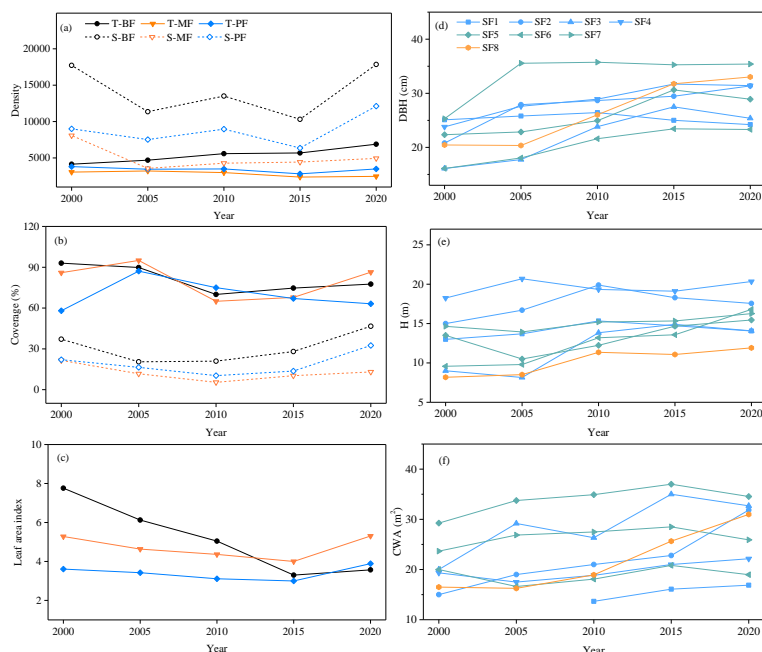 (a)
T-BF T-MF T-PF
S-BF S-MF S-PF
25000
20000
15000
10000
5000
0
Density
2000 2005 2010 2015 2020
Year
(b)
120
90
60
30
0
Coverage (%)
2000 2005 2010 2015 2020
Year
(c)
10
8
6
4
2
Leaf area index
2000 2005 2010 2015 2020
Year
(d)
SF1 SF2 SF3 SF4
SF5 SF6 SF7
SF8
40
30
20
10
DBH (cm)
2000 2005 2010 2015 2020
Year
(e)
25
20
15
10
5
H (m)
2000 2005 2010 2015 2020
Year
(f)
40
30
20
10
CWA (m²)
2000 2005 2010 2015 2020
Year